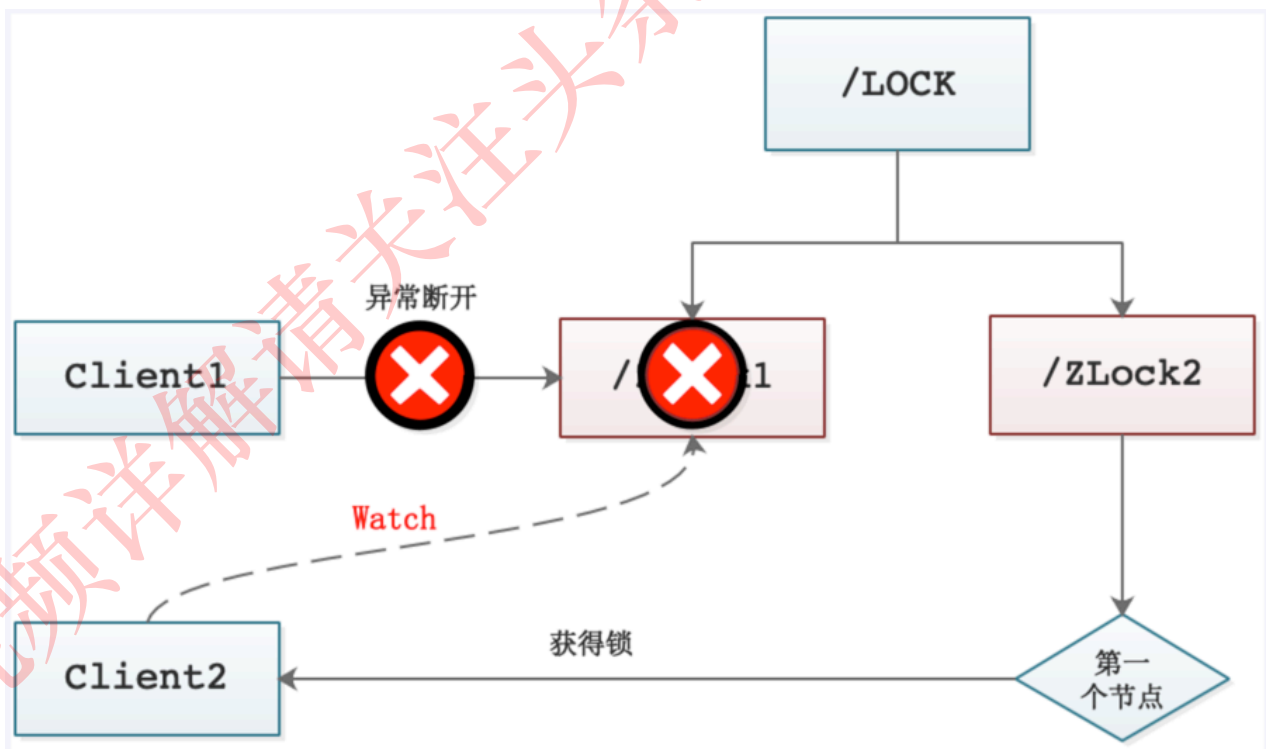 /LOCK
异常断开
Client1
/ZLock2
Watch
获得锁
Client2
第一
个节点
频详解请关注头条